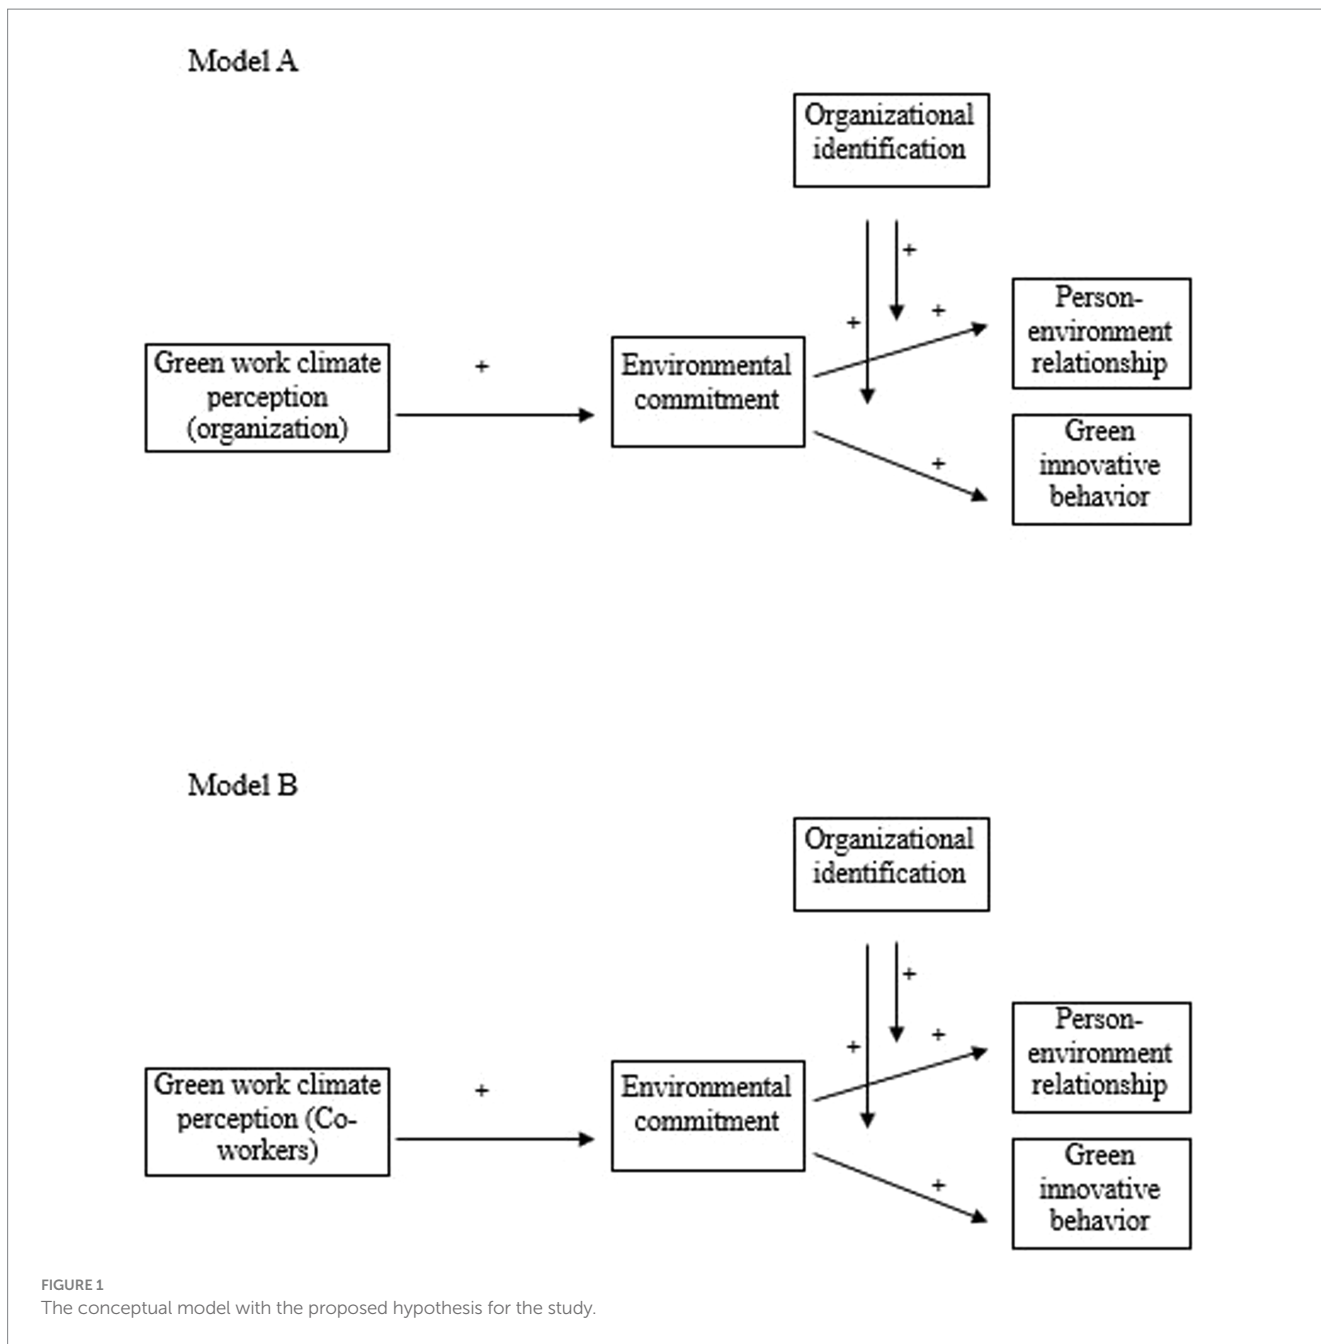 Model A
Organizational
identification
+
+
+
Person-
environment
relationship
Green work climate
perception
(organization)
+
Environmental
commitment
Green
innovative
behavior
+
Model B
Organizational
identification
+
+
+
Person-
environment
relationship
Green work climate
perception (Co-
workers)
+
Environmental
commitment
Green
innovative
behavior
+
FIGURE 1
The conceptual model with the proposed hypothesis for the study.